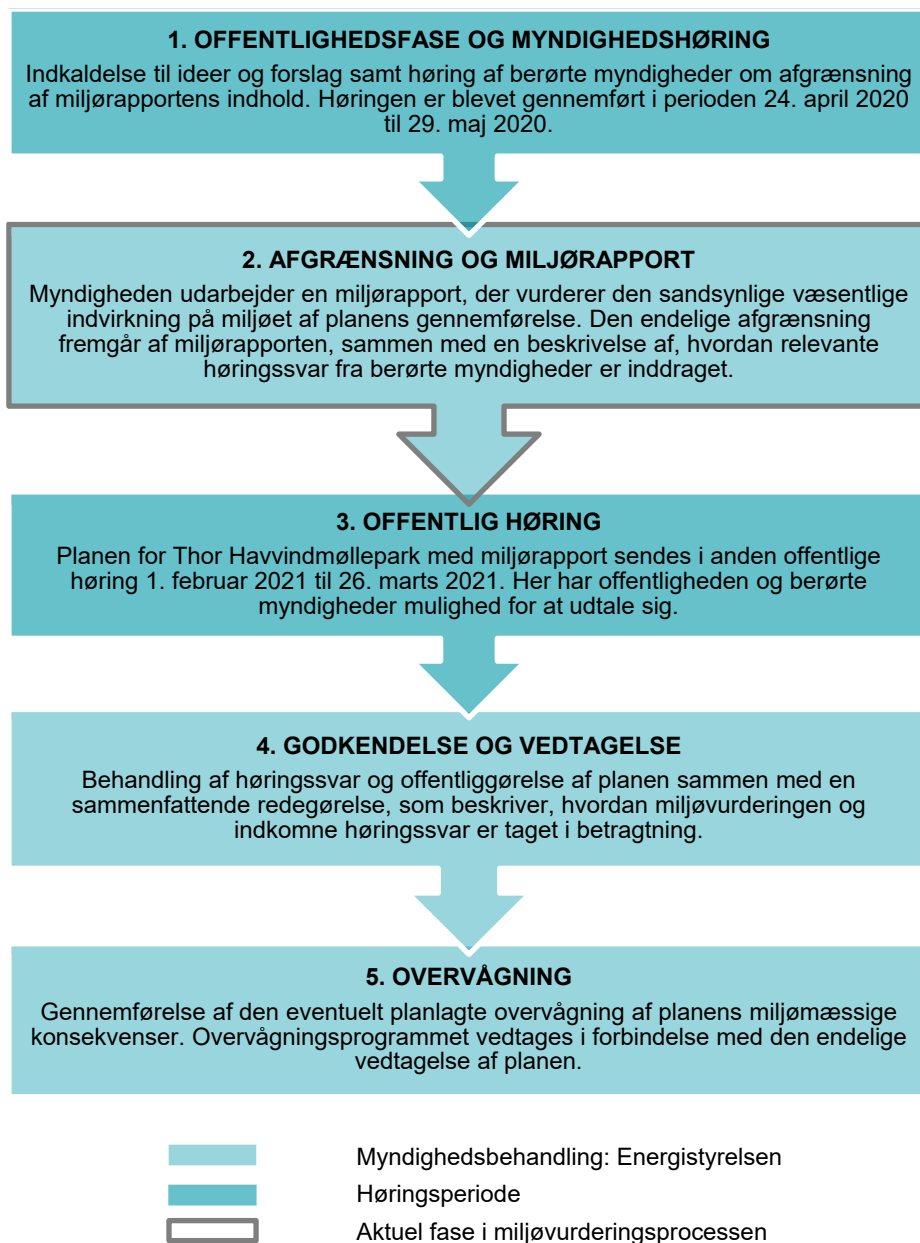 1. OFFENTLIGHEDSFASE OG MYNDIGHEDSHØRING
Indkaldelse til ideer og forslag samt høring af berørte myndigheder om afgrænsning
af miljørapportens indhold. Høringen er blevet gennemført i perioden 24. april 2020
til 29. maj 2020.
2. AFGRÆNSNING OG MILJØRAPPORT
Myndigheden udarbejder en miljørapport, der vurderer den sandsynlige væsentlige
indvirkning på miljøet af planens gennemførelse. Den endelige afgrænsning
fremgår af miljørapporten, sammen med en beskrivelse af, hvordan relevante
høringssvar fra berørte myndigheder er inddraget.
3. OFFENTLIG HØRING
Planen for Thor Havvindmøllepark med miljørapport sendes i anden offentlige
høring 1. februar 2021 til 26. marts 2021. Her har offentligheden og berørte
myndigheder mulighed for at udtale sig.
4. GODKENDELSE OG VEDTAGELSE
Behandling af høringssvar og offentliggørelse af planen sammen med en
sammenfattende redegørelse, som beskriver, hvordan miljøvurderingen og
indkomne høringssvar er taget i betragtning.
5. OVERVÅGNING
Gennemførelse af den eventuelt planlagte overvågning af planens miljømæssige
konsekvenser. Overvågningsprogrammet vedtages i forbindelse med den endelige
vedtagelse af planen.
Myndighedsbehandling: Energistyrelsen
Høringsperiode
Aktuel fase i miljøvurderingsprocessen